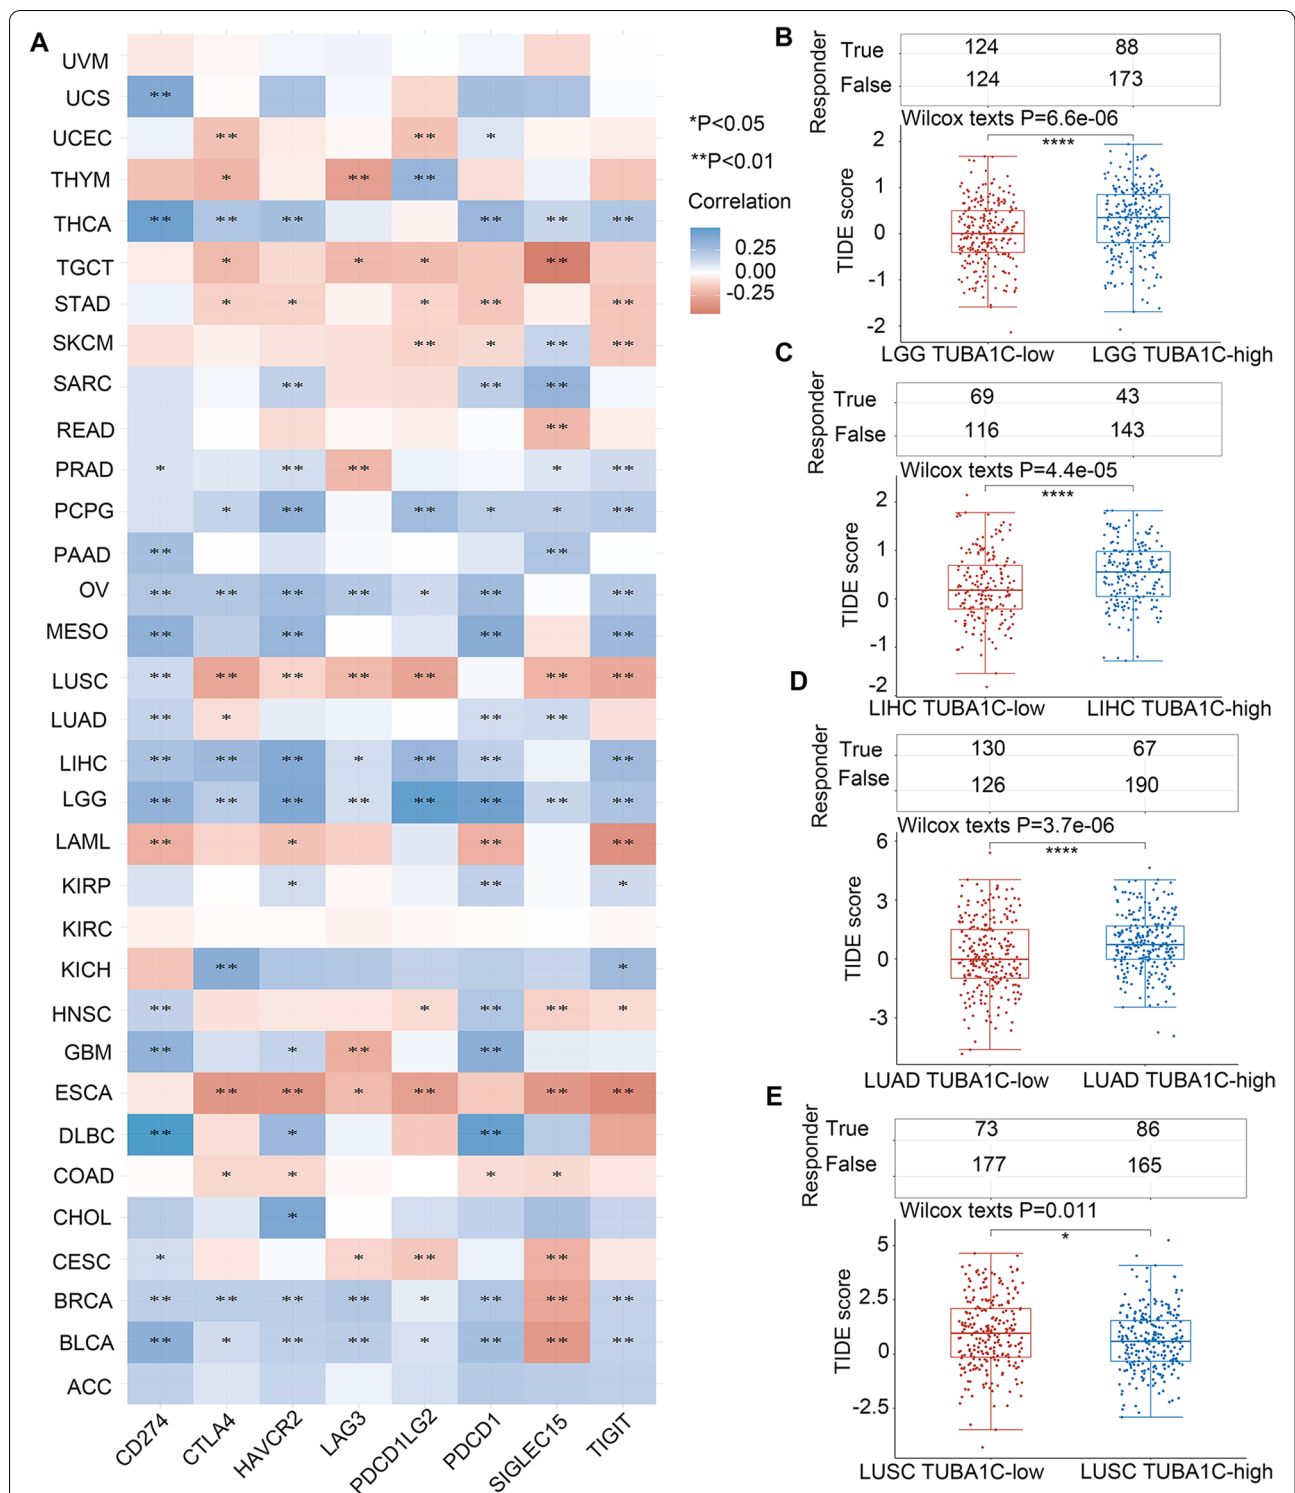 A
UVM
UCS **
UCEC ** ** *
THYM * ** **
THCA ** ** ** ** ** **
TGCT * * * **
STAD * * * ** **
SKCM ** * ** **
SARC ** ** **
READ **
PRAD * ** ** * **
PCPG * ** ** * * **
PAAD ** **
OV ** ** ** ** * ** **
MESO ** ** ** **
LUSC ** ** ** ** ** ** **
LUAD ** * ** **
LIHC ** ** ** * ** ** **
LGG ** ** ** ** ** ** ** **
LAML ** * ** **
KIRP * ** *
KIRC
KICH ** *
HNSC ** * ** ** *
GBM ** * ** **
ESCA ** ** * ** ** **
DLBC ** * **
COAD * * * *
CHOL *
CESC * * ** **
BRCA ** ** ** ** * ** ** **
BLCA ** * ** ** * ** ** **
ACC
CD274 CTLA4 HAVCR2 LAG3 PDCD1LG2 PDCD1 SIGLEC15 TIGIT
*P<0.05
**P<0.01
Correlation
0.25
0.00
-0.25
B
Responder
True 124 88
False 124 173
Wilcox texts P=6.6e-06
****
TIDE score
2
1
0
-1
-2
LGG TUBA1C-low LGG TUBA1C-high
C
Responder
True 69 43
False 116 143
Wilcox texts P=4.4e-05
****
TIDE score
2
1
0
-1
-2
LIHC TUBA1C-low LIHC TUBA1C-high
D
Responder
True 130 67
False 126 190
Wilcox texts P=3.7e-06
****
TIDE score
6
3
0
-3
LUAD TUBA1C-low LUAD TUBA1C-high
E
Responder
True 73 86
False 177 165
Wilcox texts P=0.011
*
TIDE score
5
2.5
0
-2.5
LUSC TUBA1C-low LUSC TUBA1C-high